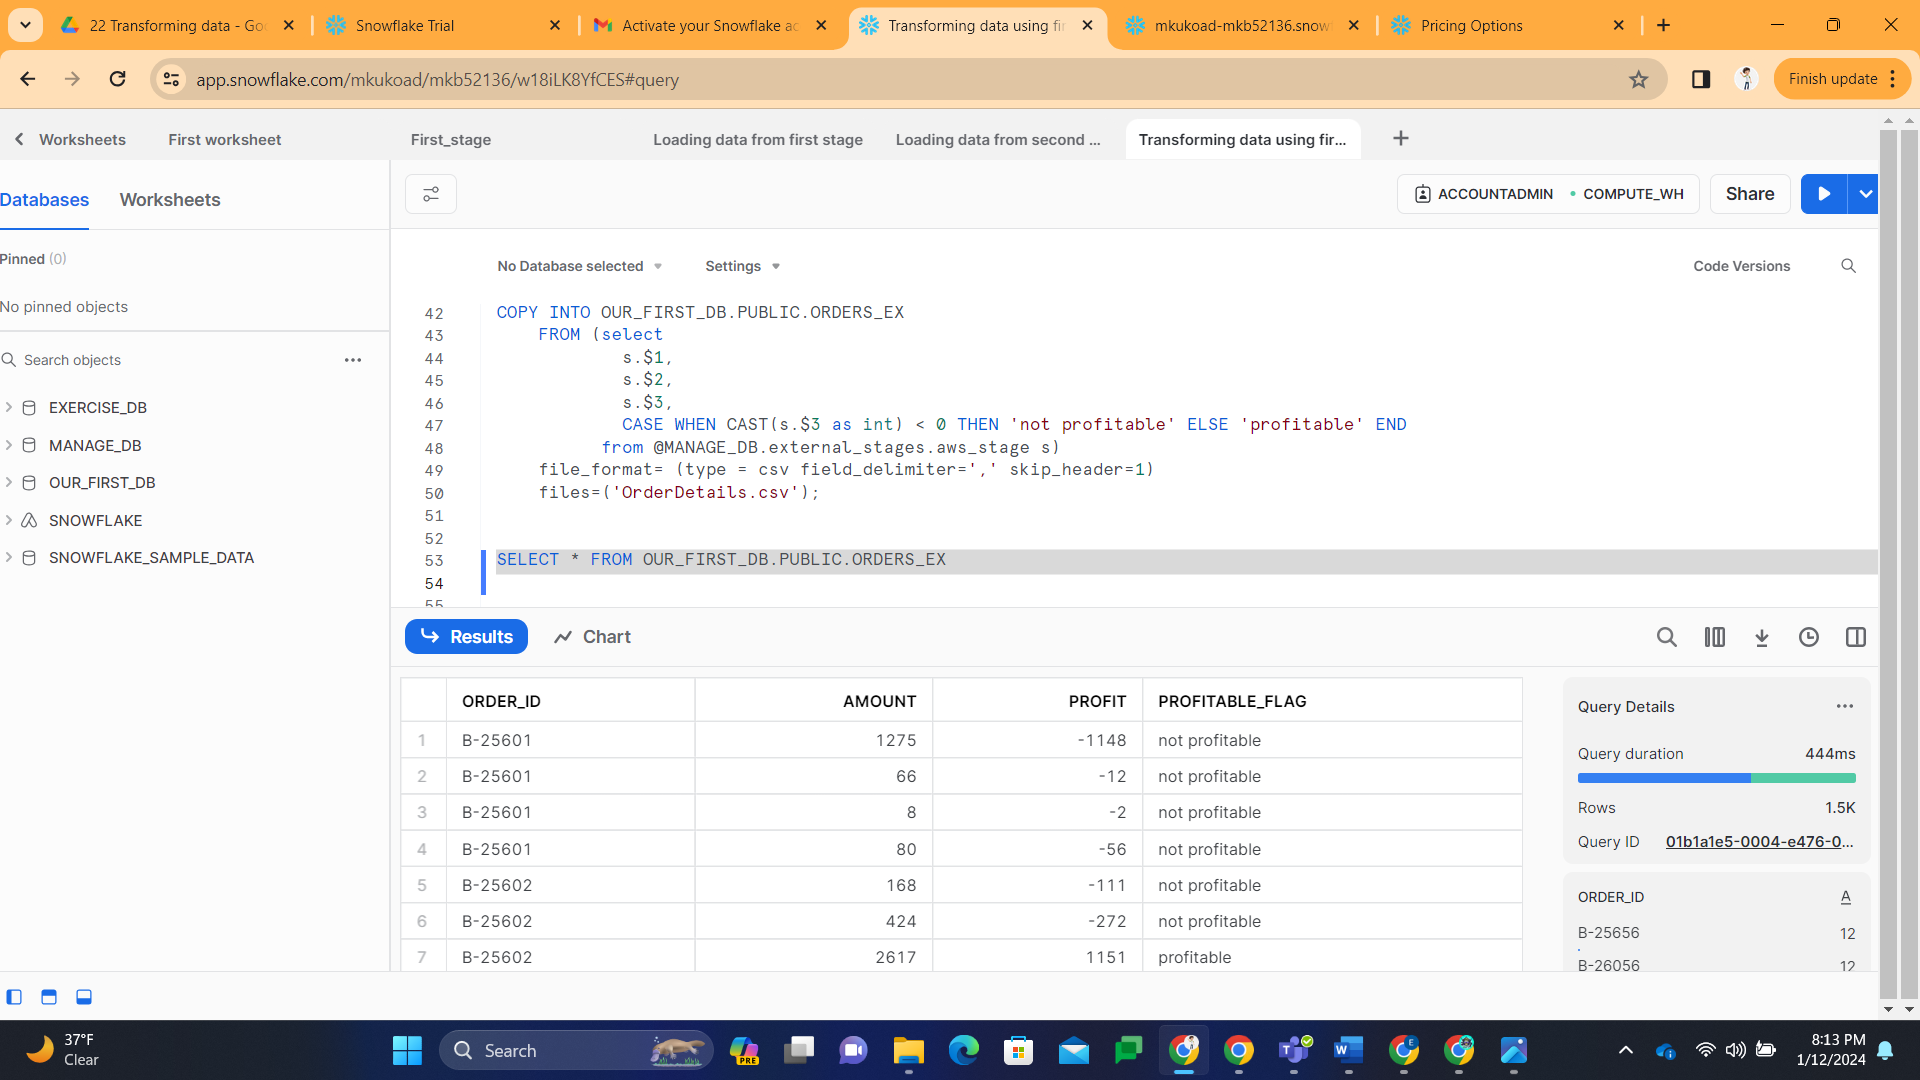 22 Transforming data - Go
Snowflake Trial
Activate your Snowflake ac
Transforming data using fir
mkukoad-mkb52136.snowf
Pricing Options
app.snowflake.com/mkukoad/mkb52136/w18iLK8YfCES#query
Finish update
Worksheets
First worksheet
First_stage
Loading data from first stage
Loading data from second ...
Transforming data using fir...
Databases
Worksheets
ACCOUNTADMIN
COMPUTE_WH
Share
Pinned (0)
No pinned objects
Search objects
EXERCISE_DB
MANAGE_DB
OUR_FIRST_DB
SNOWFLAKE
SNOWFLAKE_SAMPLE_DATA
No Database selected
Settings
Code Versions
42 COPY INTO OUR_FIRST_DB.PUBLIC.ORDERS_EX
43 FROM (select
44 s.$1,
45 s.$2,
46 s.$3,
47 CASE WHEN CAST(s.$3 as int) < 0 THEN 'not profitable' ELSE 'profitable' END
48 from @MANAGE_DB.external_stages.aws_stage s)
49 file_format= (type = csv field_delimiter=',' skip_header=1)
50 files=('OrderDetails.csv');
51
52
53 SELECT * FROM OUR_FIRST_DB.PUBLIC.ORDERS_EX
54
55
Results
Chart
ORDER_ID AMOUNT PROFIT PROFITABLE_FLAG
1 B-25601 1275 -1148 not profitable
2 B-25601 66 -12 not profitable
3 B-25601 8 -2 not profitable
4 B-25601 80 -56 not profitable
5 B-25602 168 -111 not profitable
6 B-25602 424 -272 not profitable
7 B-25602 2617 1151 profitable
Query Details
Query duration 444ms
Rows 1.5K
Query ID 01b1a1e5-0004-e476-0...
ORDER_ID A
B-25656 12
B-26056 12
37°F
Clear
Search
PRE
8:13 PM
1/12/2024